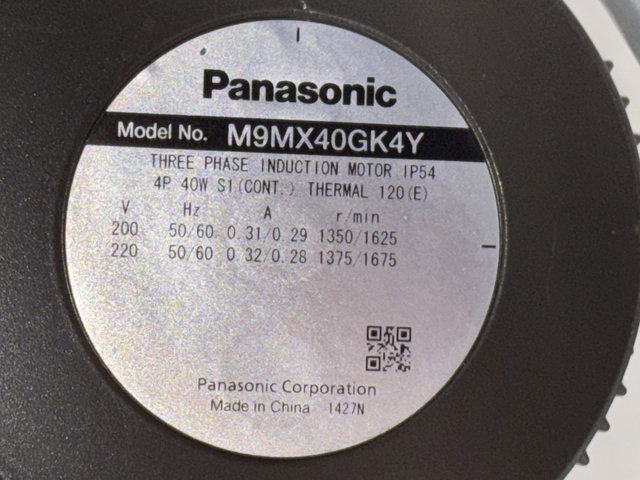 Panasonic
Model No. M9MX40GK4Y
THREE PHASE INDUCTION MOTOR IP54
4P 40W S1(CONT.) THERMAL 120(E)
V Hz A r/min
200 50/60 0.31/0.29 1350/1625
220 50/60 0.32/0.28 1375/1675
Panasonic Corporation
Made in China 1427N